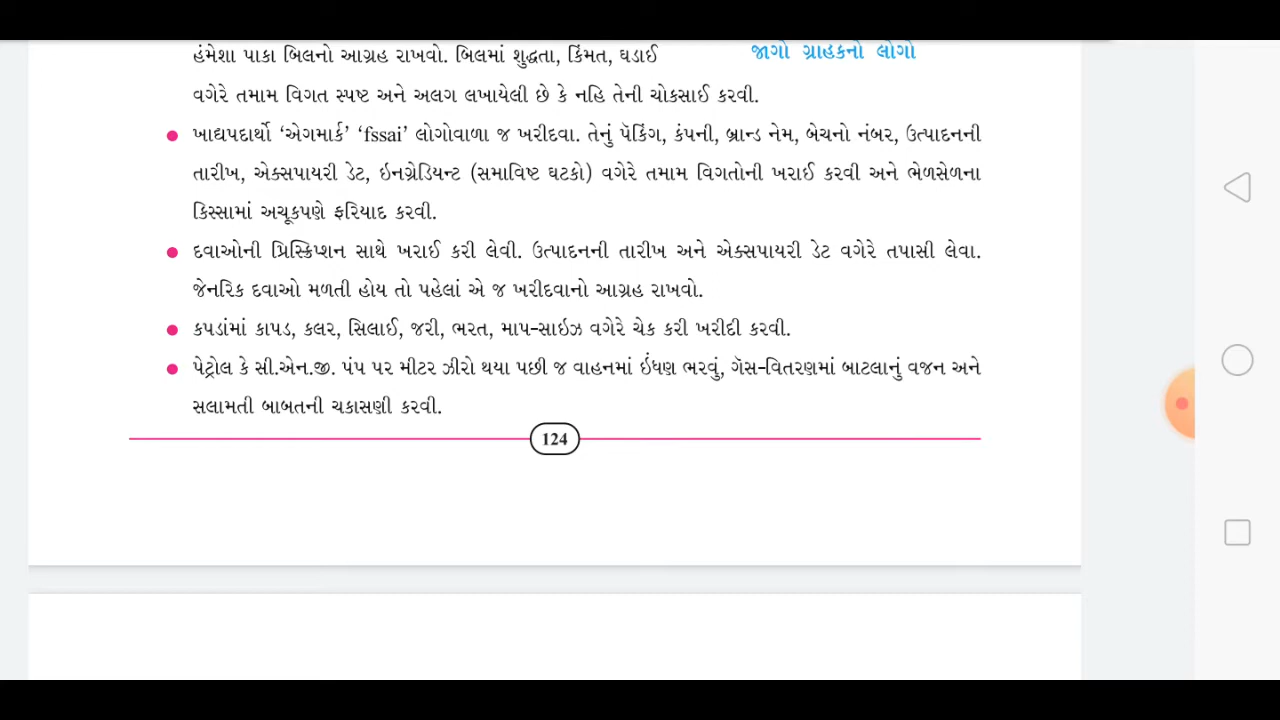 હંમેશા પાકા બિલનો આગ્રહ રાખવો. બિલમાં શુદ્ધતા, કિંમત, ઘડાઈ
જાગો ગ્રાહકનો લોગો
વગેરે તમામ વિગત સ્પષ્ટ અને અલગ લખાયેલી છે કે નહિ તેની ચોકસાઈ કરવી.
● ખાદ્યપદાર્થો ‘એગમાર્ક’ ‘fssai’ લોગોવાળા જ ખરીદવા. તેનું પૅકિંગ, કંપની, બ્રાન્ડ નેમ, બેચનો નંબર, ઉત્પાદનની
તારીખ, એક્સપાયરી ડેટ, ઇનગ્રેડિયન્ટ (સમાવિષ્ટ ઘટકો) વગેરે તમામ વિગતોની ખરાઈ કરવી અને ભેળસેળના
કિસ્સામાં અચૂકપણે ફરિયાદ કરવી.
● દવાઓની પ્રિસ્ક્રિપ્શન સાથે ખરાઈ કરી લેવી. ઉત્પાદનની તારીખ અને એક્સપાયરી ડેટ વગેરે તપાસી લેવા.
જેનરિક દવાઓ મળતી હોય તો પહેલાં એ જ ખરીદવાનો આગ્રહ રાખવો.
● કપડાંમાં કાપડ, કલર, સિલાઈ, જરી, ભરત, માપ-સાઇઝ વગેરે ચેક કરી ખરીદી કરવી.
● પેટ્રોલ કે સી.એન.જી. પંપ પર મીટર ઝીરો થયા પછી જ વાહનમાં ઇંધણ ભરવું, ગૅસ-વિતરણમાં બાટલાનું વજન અને
સલામતી બાબતની ચકાસણી કરવી.
124